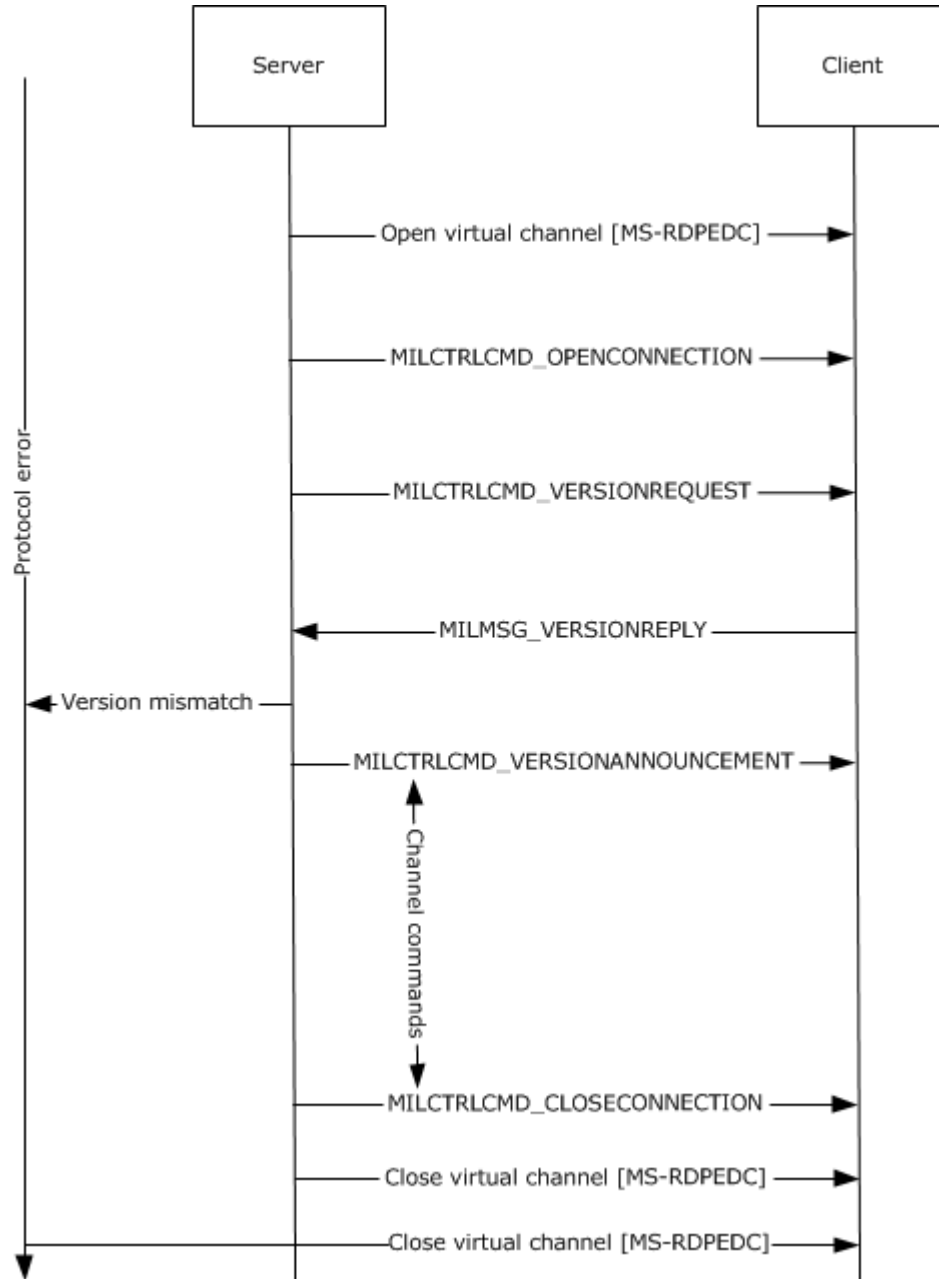 Server
Client
Open virtual channel [MS-RDPEDC]
MILCTRLCMD_OPENCONNECTION
Protocol error
MILCTRLCMD_VERSIONREQUEST
MILMSG_VERSIONREPLY
Version mismatch
MILCTRLCMD_VERSIONANNOUNCEMENT
Channel commands
MILCTRLCMD_CLOSECONNECTION
Close virtual channel [MS-RDPEDC]
Close virtual channel [MS-RDPEDC]